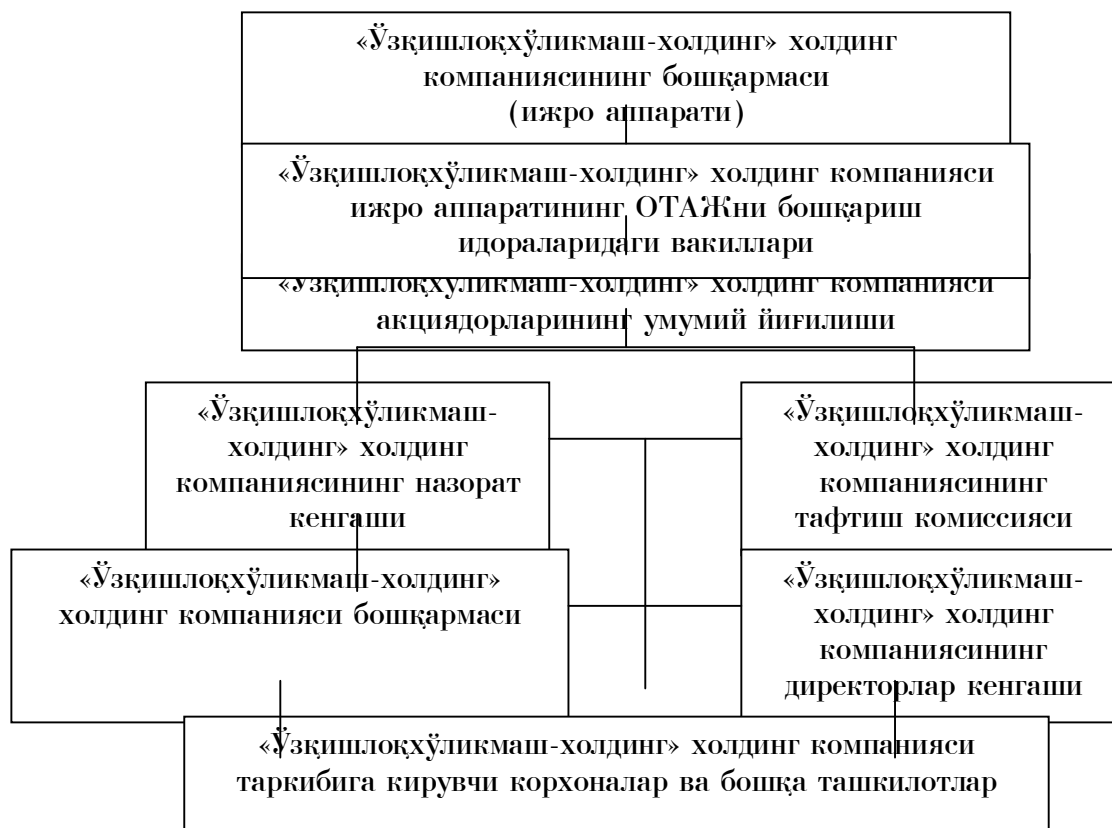 «Ўзқишлоқхўликмаш-холдинг» холдинг
компаниясининг бошқармаси
(ижро аппарати)
«Ўзқишлоқхўликмаш-холдинг» холдинг компанияси
ижро аппаратининг ОТАЖни бошқариш
идораларидаги вакиллари
«Ўзқишлоқхўликмаш-холдинг» холдинг компанияси
акциядорларининг умумий йиғилиши
«Ўзқишлоқхўликмаш-
холдинг» холдинг
компаниясининг назорат
кенгаши
«Ўзқишлоқхўликмаш-
холдинг» холдинг
компаниясининг
тафтиш комиссияси
«Ўзқишлоқхўликмаш-холдинг»
холдинг компанияси бошқармаси
«Ўзқишлоқхўликмаш-
холдинг» холдинг
компаниясининг
директорлар кенгаши
«Ўзқишлоқхўликмаш-холдинг» холдинг компанияси
таркибига кирувчи корхоналар ва бошқа ташкилотлар